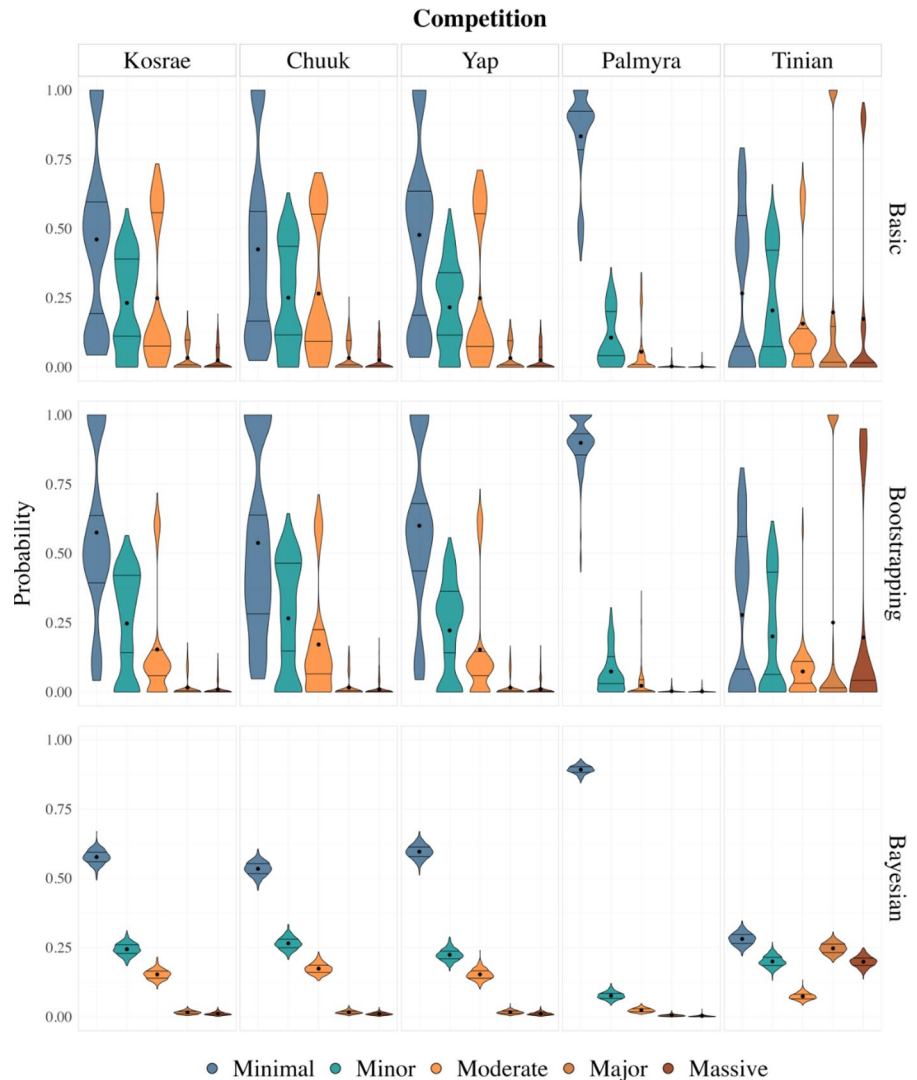 Competition
Kosrae Chuuk Yap Palmyra Tinian
1.00
0.75
0.50
0.25
0.00
Basic
1.00
0.75
0.50
0.25
0.00
Bootstrapping
Probability
1.00
0.75
0.50
0.25
0.00
Bayesian
Minimal Minor Moderate Major Massive